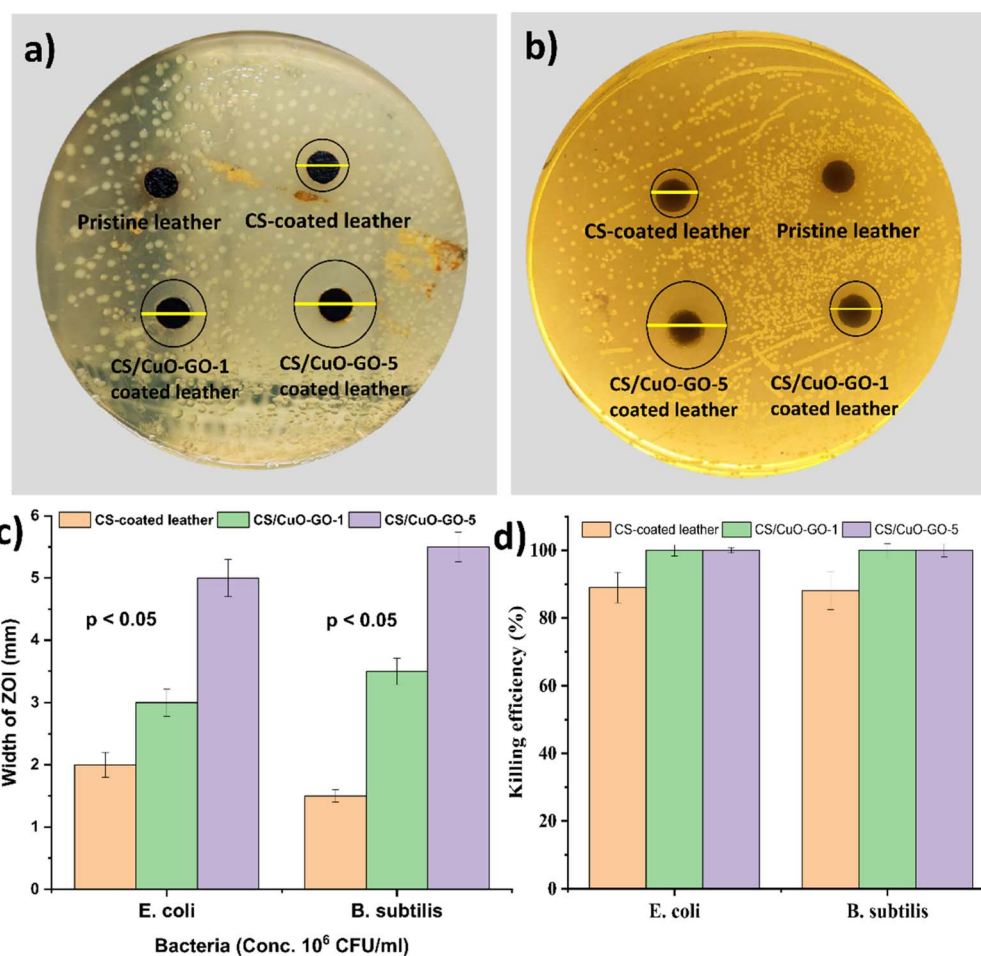 a)
Pristine leather
CS-coated leather
CS/CuO-GO-1
coated leather
CS/CuO-GO-5
coated leather
b)
CS-coated leather
Pristine leather
CS/CuO-GO-5
coated leather
CS/CuO-GO-1
coated leather
c)
CS-coated leather CS/CuO-GO-1 CS/CuO-GO-5
6
5
4
3
2
1
0
Width of ZOI (mm)
p < 0.05
p < 0.05
E. coli
B. subtilis
Bacteria (Conc. 10⁶ CFU/ml)
d)
CS-coated leather CS/CuO-GO-1 CS/CuO-GO-5
100
80
60
40
20
0
Killing efficiency (%)
E. coli
B. subtilis